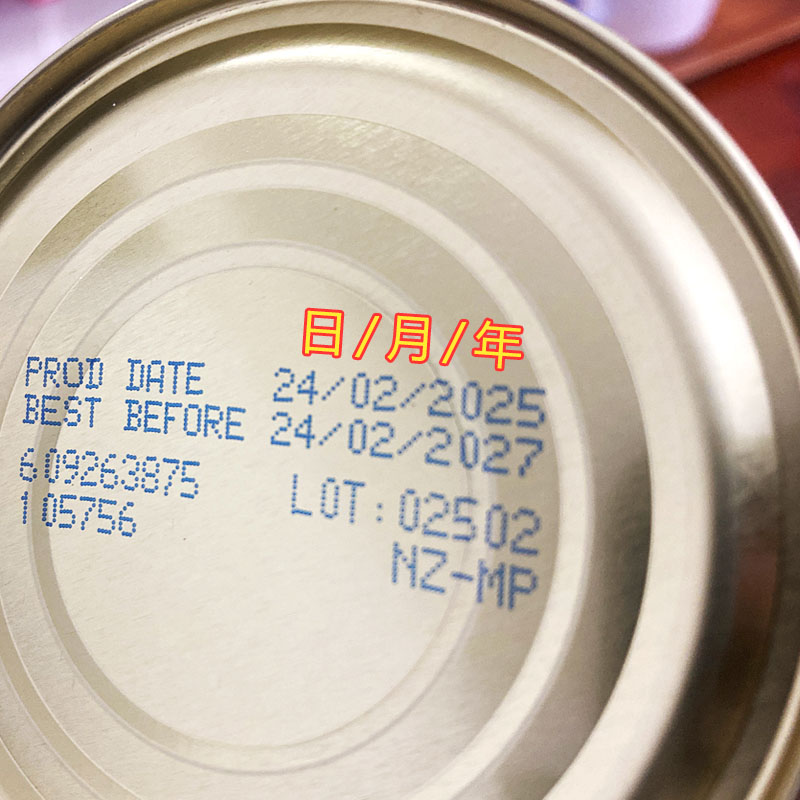 日/月/年
PROD DATE 24/02/2025
BEST BEFORE 24/02/2027
609263875 LOT:02502
105756 NZ-MP